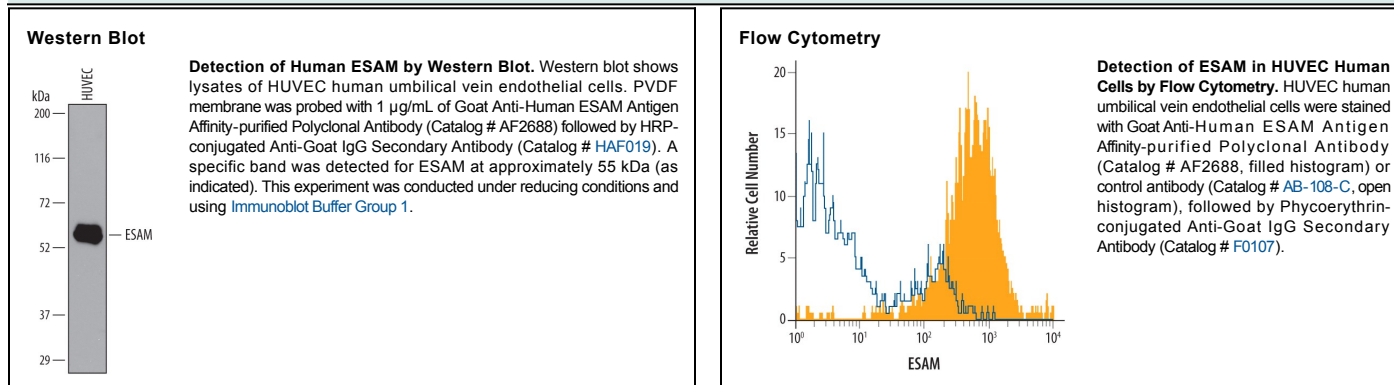 Western Blot
HUVEC
kDa
200
116
72
52
37
29
ESAM
Detection of Human ESAM by Western Blot. Western blot shows
lysates of HUVEC human umbilical vein endothelial cells. PVDF
membrane was probed with 1 µg/mL of Goat Anti-Human ESAM Antigen
Affinity-purified Polyclonal Antibody (Catalog # AF2688) followed by HRP-
conjugated Anti-Goat IgG Secondary Antibody (Catalog # HAF019). A
specific band was detected for ESAM at approximately 55 kDa (as
indicated). This experiment was conducted under reducing conditions and
using Immunoblot Buffer Group 1.
Flow Cytometry
Relative Cell Number
20
15
10
5
0
10⁰ 10¹ 10² 10³ 10⁴
ESAM
Detection of ESAM in HUVEC Human
Cells by Flow Cytometry. HUVEC human
umbilical vein endothelial cells were stained
with Goat Anti-Human ESAM Antigen
Affinity-purified Polyclonal Antibody
(Catalog # AF2688, filled histogram) or
control antibody (Catalog # AB-108-C, open
histogram), followed by Phycoerythrin-
conjugated Anti-Goat IgG Secondary
Antibody (Catalog # F0107).